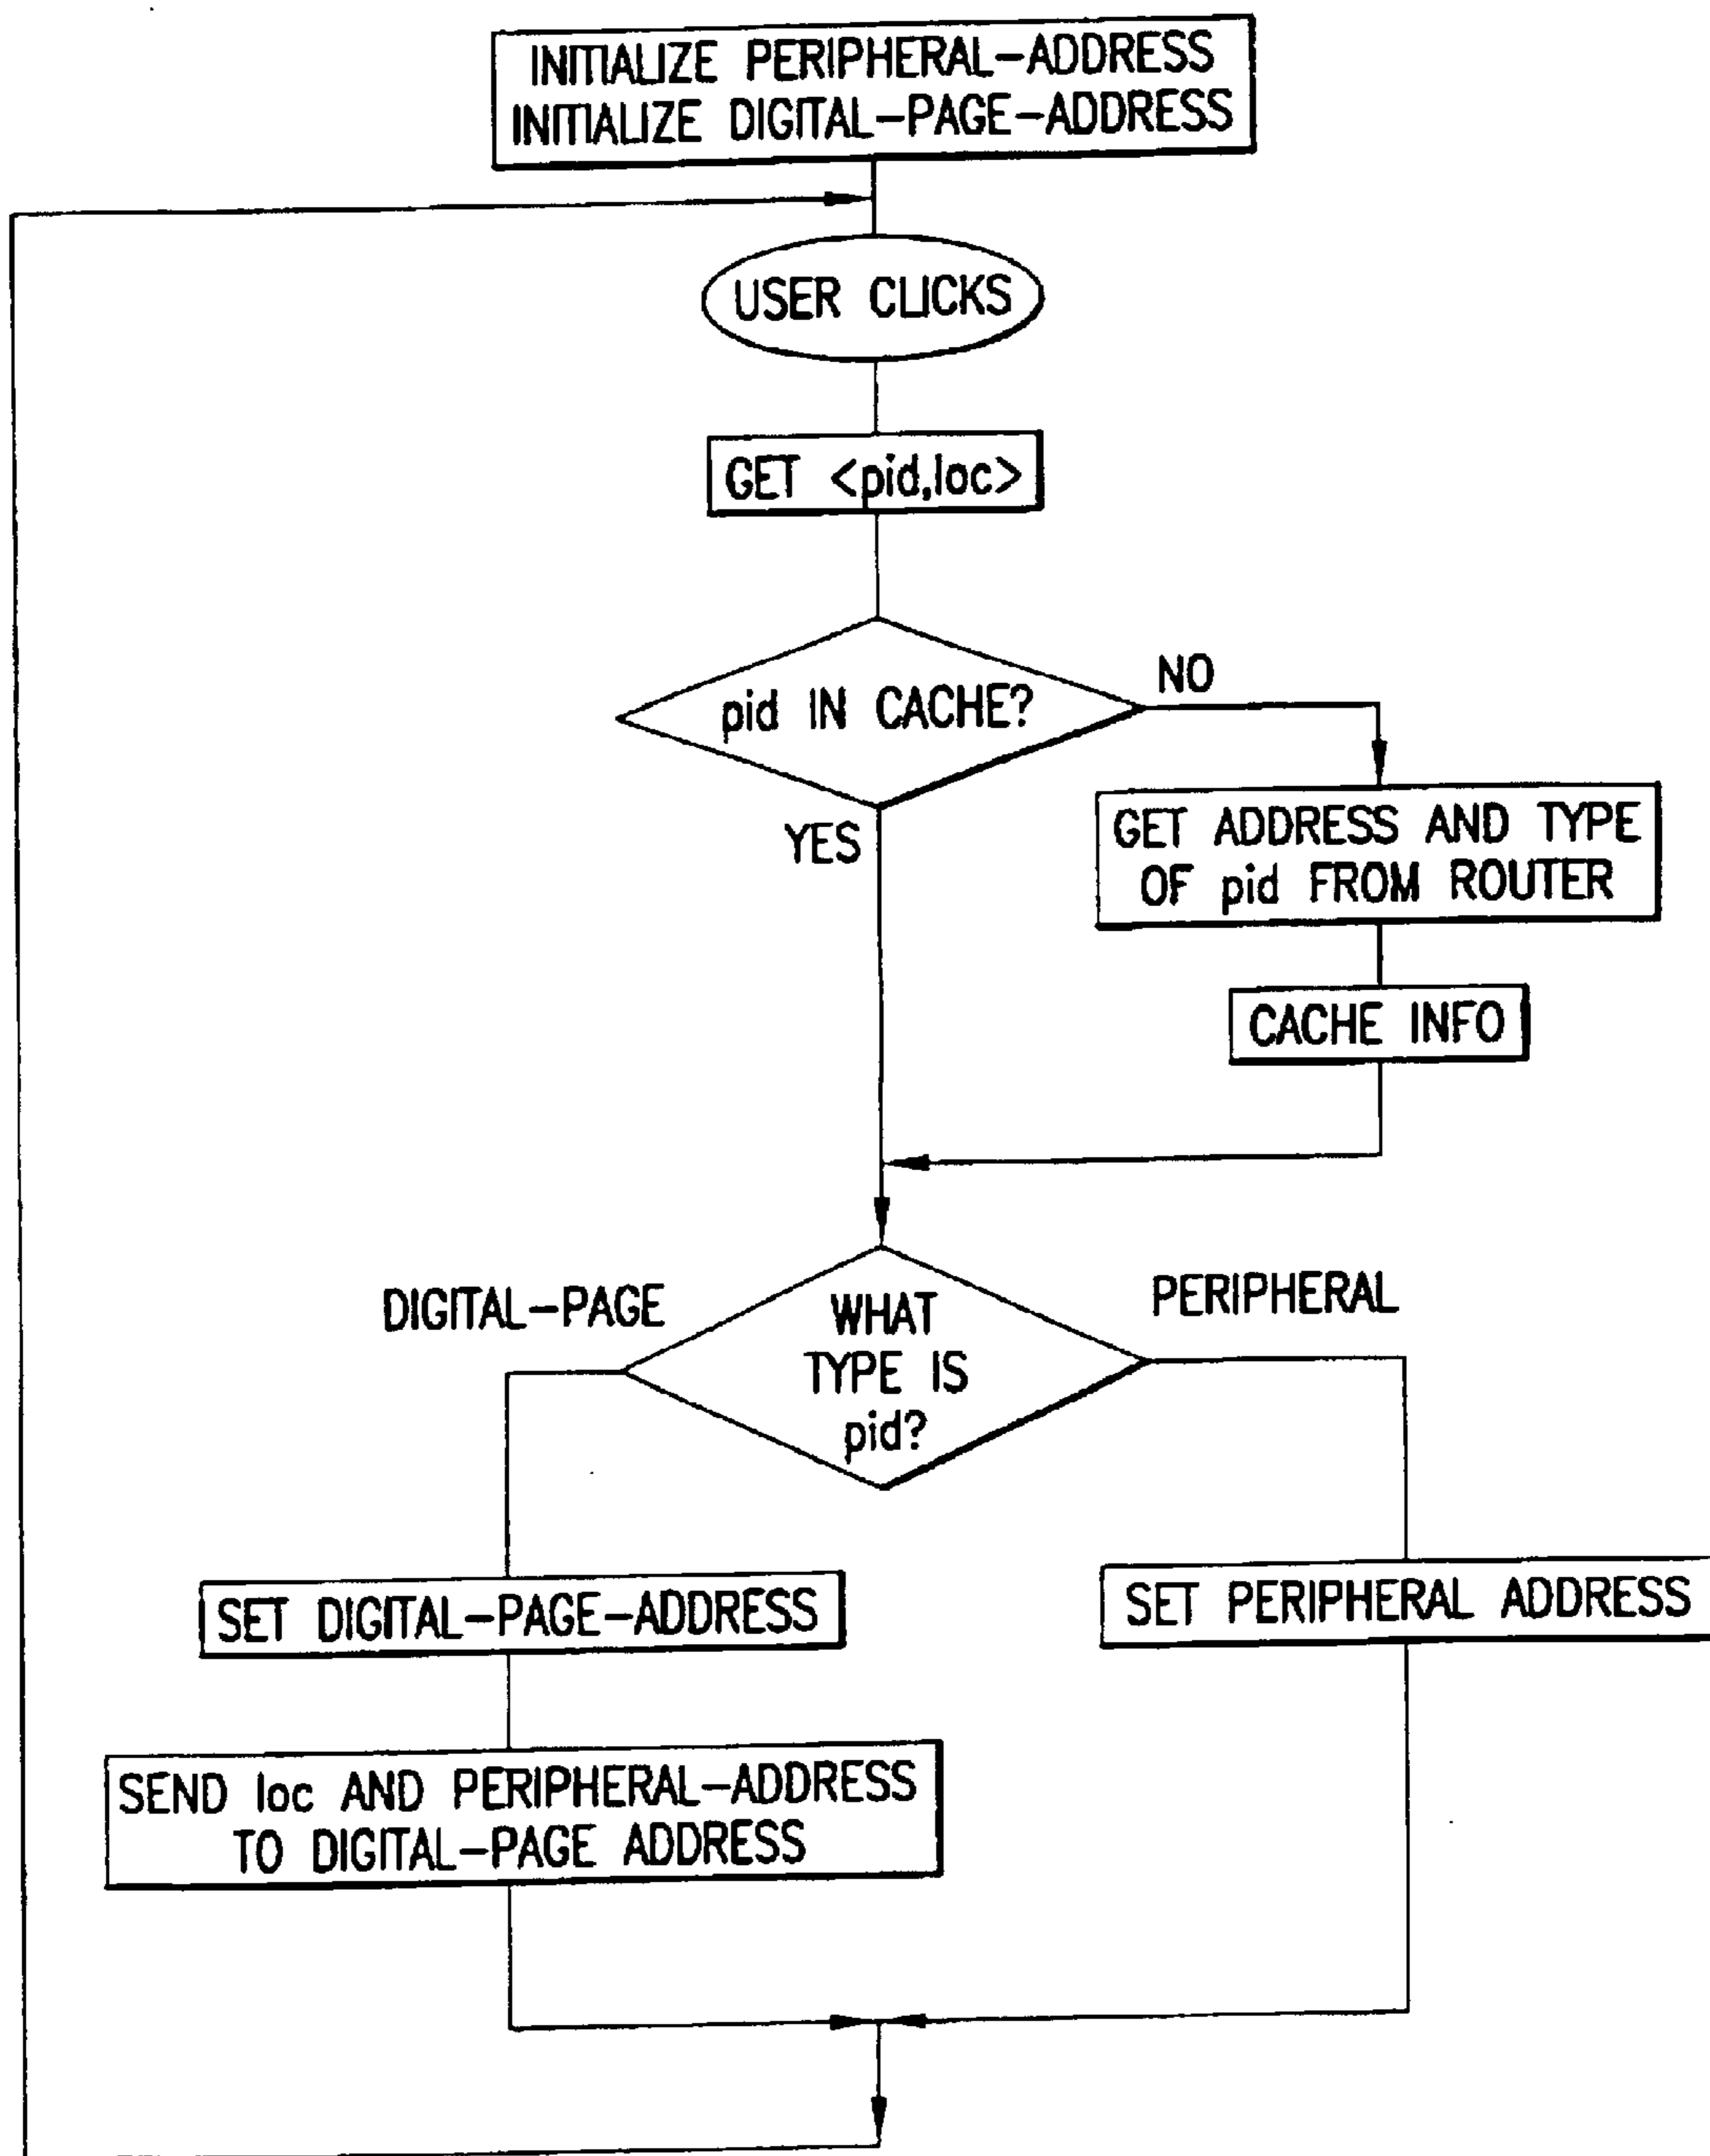 INITIALIZE PERIPHERAL-ADDRESS
INITIALIZE DIGITAL-PAGE-ADDRESS
USER CLICKS
GET <pid,loc>
pid IN CACHE?
NO
YES
GET ADDRESS AND TYPE
OF pid FROM ROUTER
CACHE INFO
DIGITAL-PAGE
WHAT
TYPE IS
pid?
PERIPHERAL
SET DIGITAL-PAGE-ADDRESS
SET PERIPHERAL ADDRESS
SEND loc AND PERIPHERAL-ADDRESS
TO DIGITAL-PAGE ADDRESS